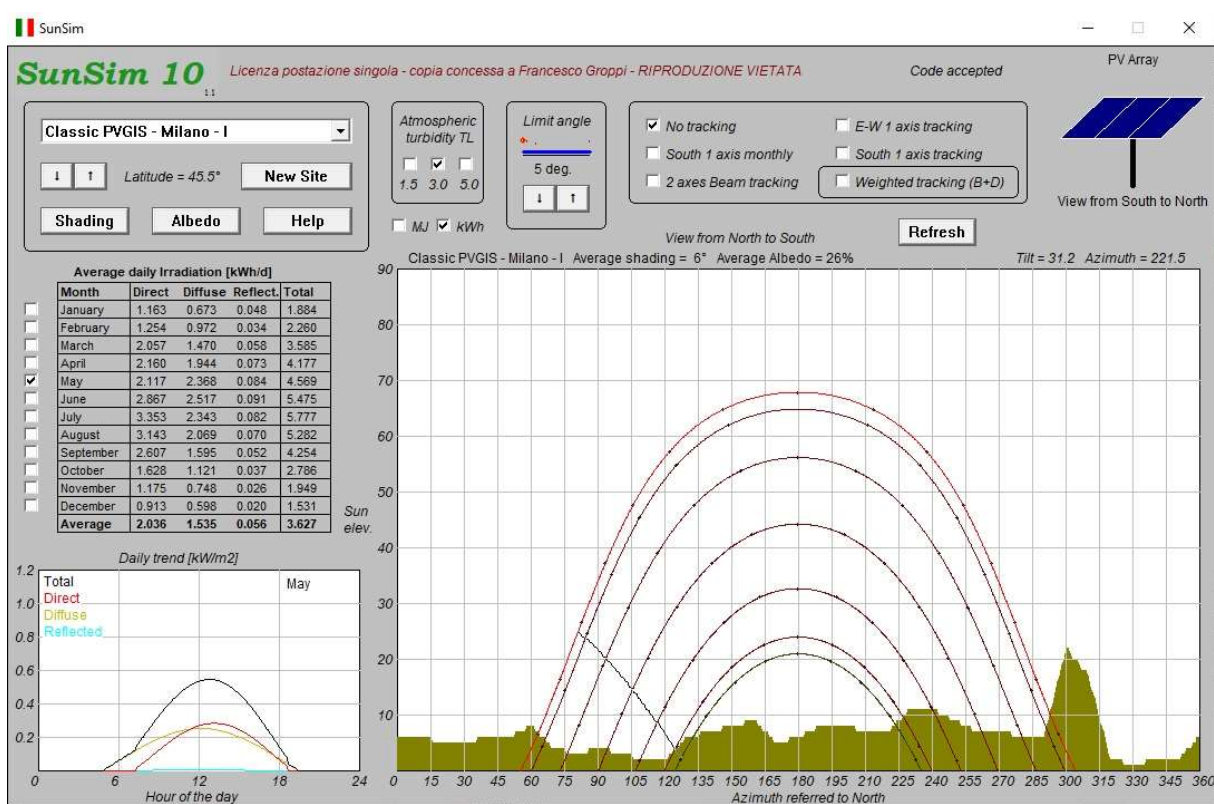 SunSim
SunSim 10
1.1
Licenza postazione singola - copia concessa a Francesco Groppi - RIPRODUZIONE VIETATA
Code accepted
PV Array
Classic PVGIS - Milano - I
↓ ↑ Latitude = 45.5° New Site
Shading Albedo Help
Atmospheric
turbidity TL
1.5 3.0 5.0
MJ kWh
Limit angle
5 deg.
↓ ↑
No tracking E-W 1 axis tracking
South 1 axis monthly South 1 axis tracking
2 axes Beam tracking Weighted tracking (B+D)
View from South to North
Refresh
View from North to South
Classic PVGIS - Milano - I Average shading = 6° Average Albedo = 26%
Tilt = 31.2 Azimuth = 221.5
Average daily Irradiation [kWh/d]
Month Direct Diffuse Reflect. Total
January 1.163 0.673 0.048 1.884
February 1.254 0.972 0.034 2.260
March 2.057 1.470 0.058 3.585
April 2.160 1.944 0.073 4.177
May 2.117 2.368 0.084 4.569
June 2.867 2.517 0.091 5.475
July 3.353 2.343 0.082 5.777
August 3.143 2.069 0.070 5.282
September 2.607 1.595 0.052 4.254
October 1.628 1.121 0.037 2.786
November 1.175 0.748 0.026 1.949
December 0.913 0.598 0.020 1.531
Average 2.036 1.535 0.056 3.627
Sun
elev.
90
80
70
60
50
40
30
20
10
0 15 30 45 60 75 90 105 120 135 150 165 180 195 210 225 240 255 270 285 300 315 330 345 360
Azimuth referred to North
Daily trend [kW/m2]
Total
Direct
Diffuse
Reflected
May
1.2
1.0
0.8
0.6
0.4
0.2
0 6 12 18 24
Hour of the day